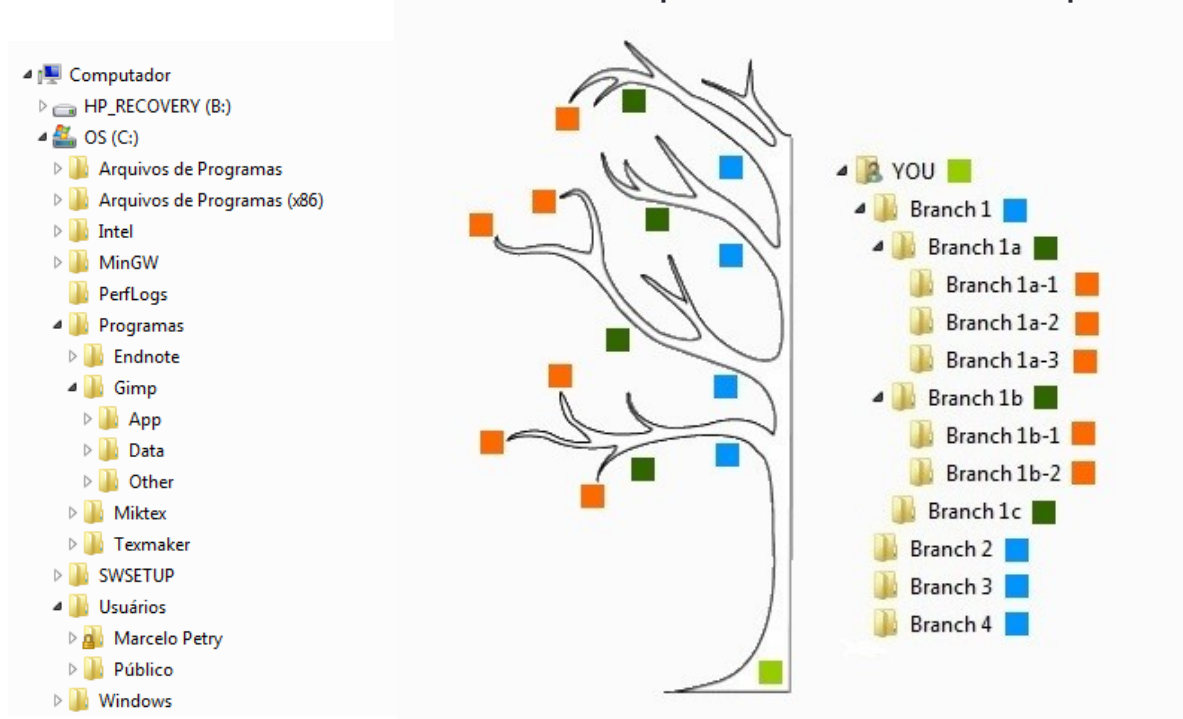 Computador
HP_RECOVERY (B:)
OS (C:)
Arquivos de Programas
Arquivos de Programas (x86)
Intel
MinGW
PerfLogs
Programas
Endnote
Gimp
App
Data
Other
Miktex
Texmaker
SWSETUP
Usuários
Marcelo Petry
Público
Windows
YOU
Branch 1
Branch 1a
Branch 1a-1
Branch 1a-2
Branch 1a-3
Branch 1b
Branch 1b-1
Branch 1b-2
Branch 1c
Branch 2
Branch 3
Branch 4